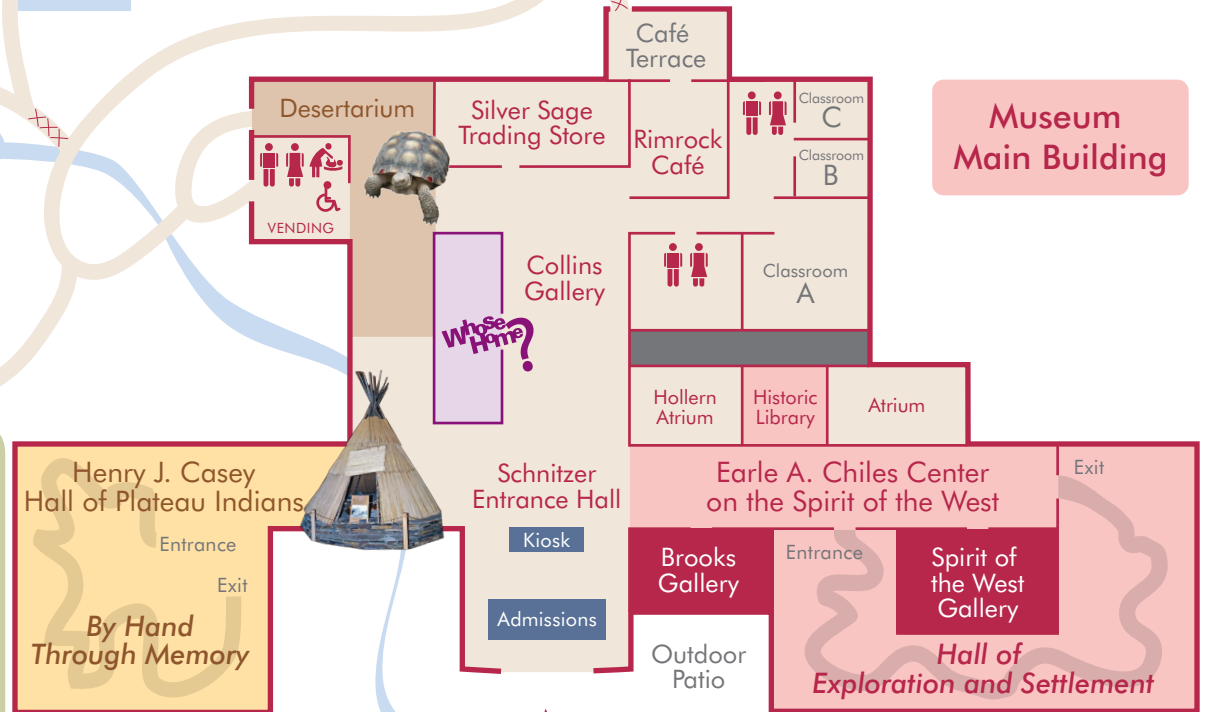 Café
Terrace
Museum
Main Building
Desertarium
Silver Sage
Trading Store
Rimrock
Café
Classroom
C
Classroom
B
VENDING
Collins
Gallery
Classroom
A
Whose
Home?
Hollern
Atrium
Historic
Library
Atrium
Henry J. Casey
Hall of Plateau Indians
Schnitzer
Entrance Hall
Earle A. Chiles Center
on the Spirit of the West
Exit
Kiosk
Entrance
Exit
Brooks
Gallery
Entrance
Spirit of
the West
Gallery
Admissions
By Hand
Through Memory
Outdoor
Patio
Hall of
Exploration and Settlement